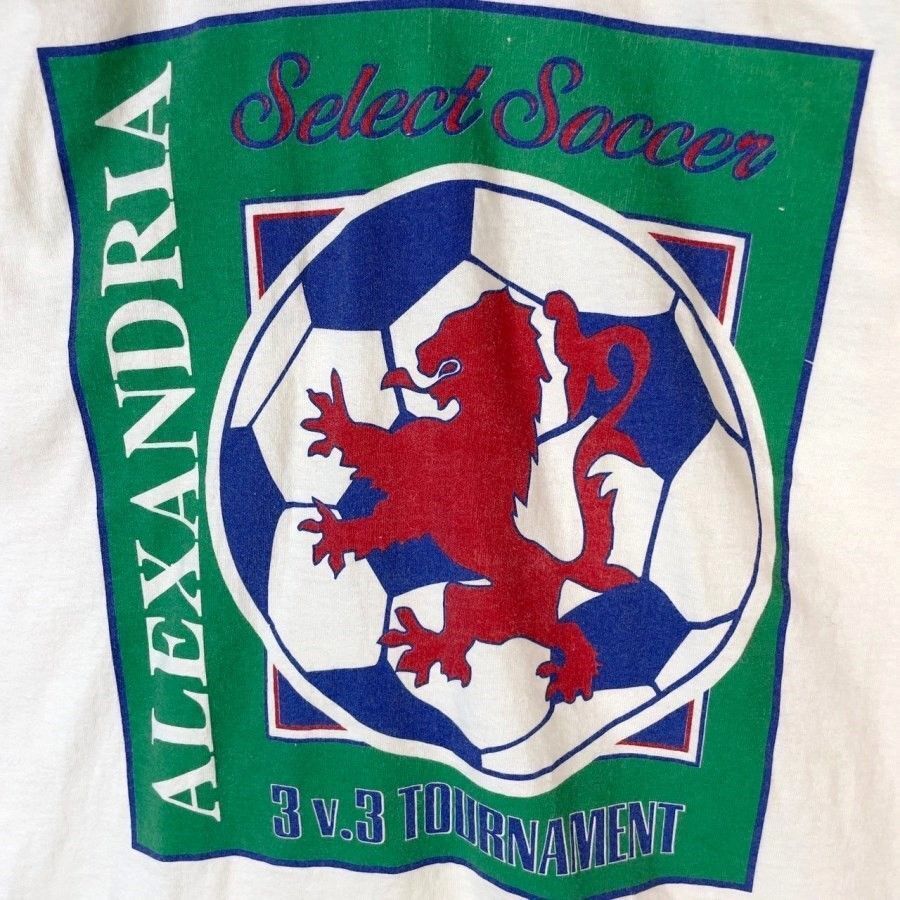 Select Soccer
ALEXANDRIA
3 v.3 TOURNAMENT